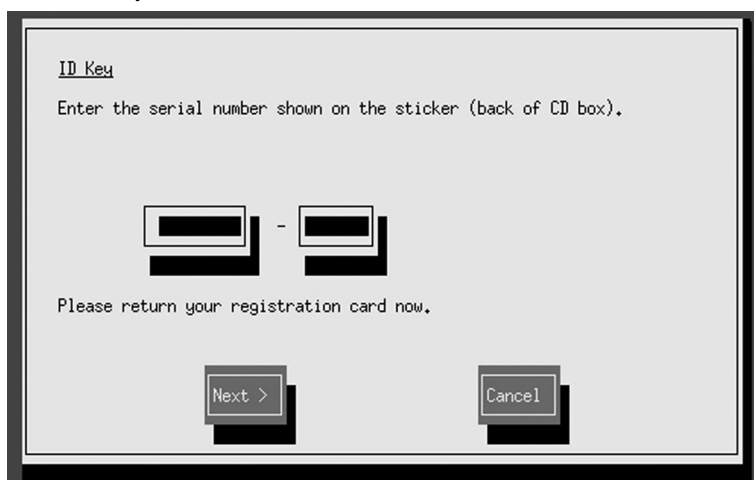 ID Key
Enter the serial number shown on the sticker (back of CD box).
-
Please return your registration card now.
Next > Cancel